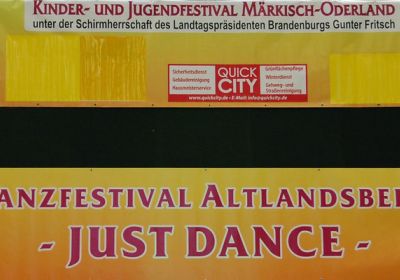 Kinder- und Jugendfestival Märkisch-Oderland
unter der Schirmherrschaft des Landtagspräsidenten Brandenburgs Gunter Fritsch
Sicherheitsdienst
Gebäudereinigung
Hausmeisterservice
QUICK
CITY
Grünflächenpflege
Winterdienst
Gehweg- und
Straßenreinigung
www.quickcity.de • E-Mail: info@quickcity.de
anzfestival Altlandsbe
- JUST DANCE -